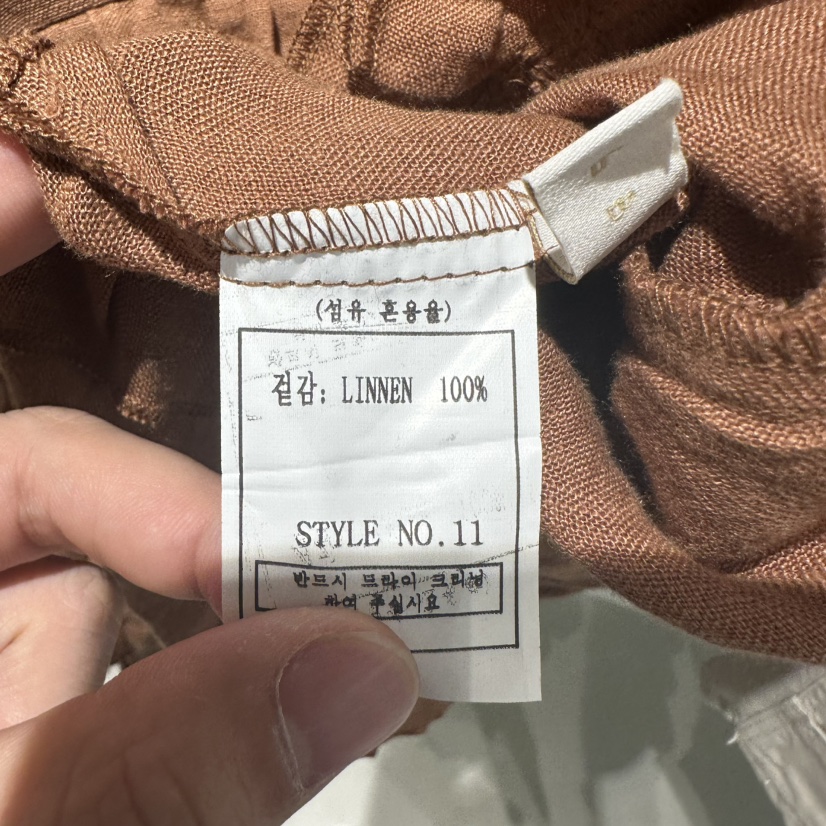 (섬유 혼용율)
겉감; LINNEN 100%
STYLE NO.11
반드시 드라이 크리닝
하여 주십시요